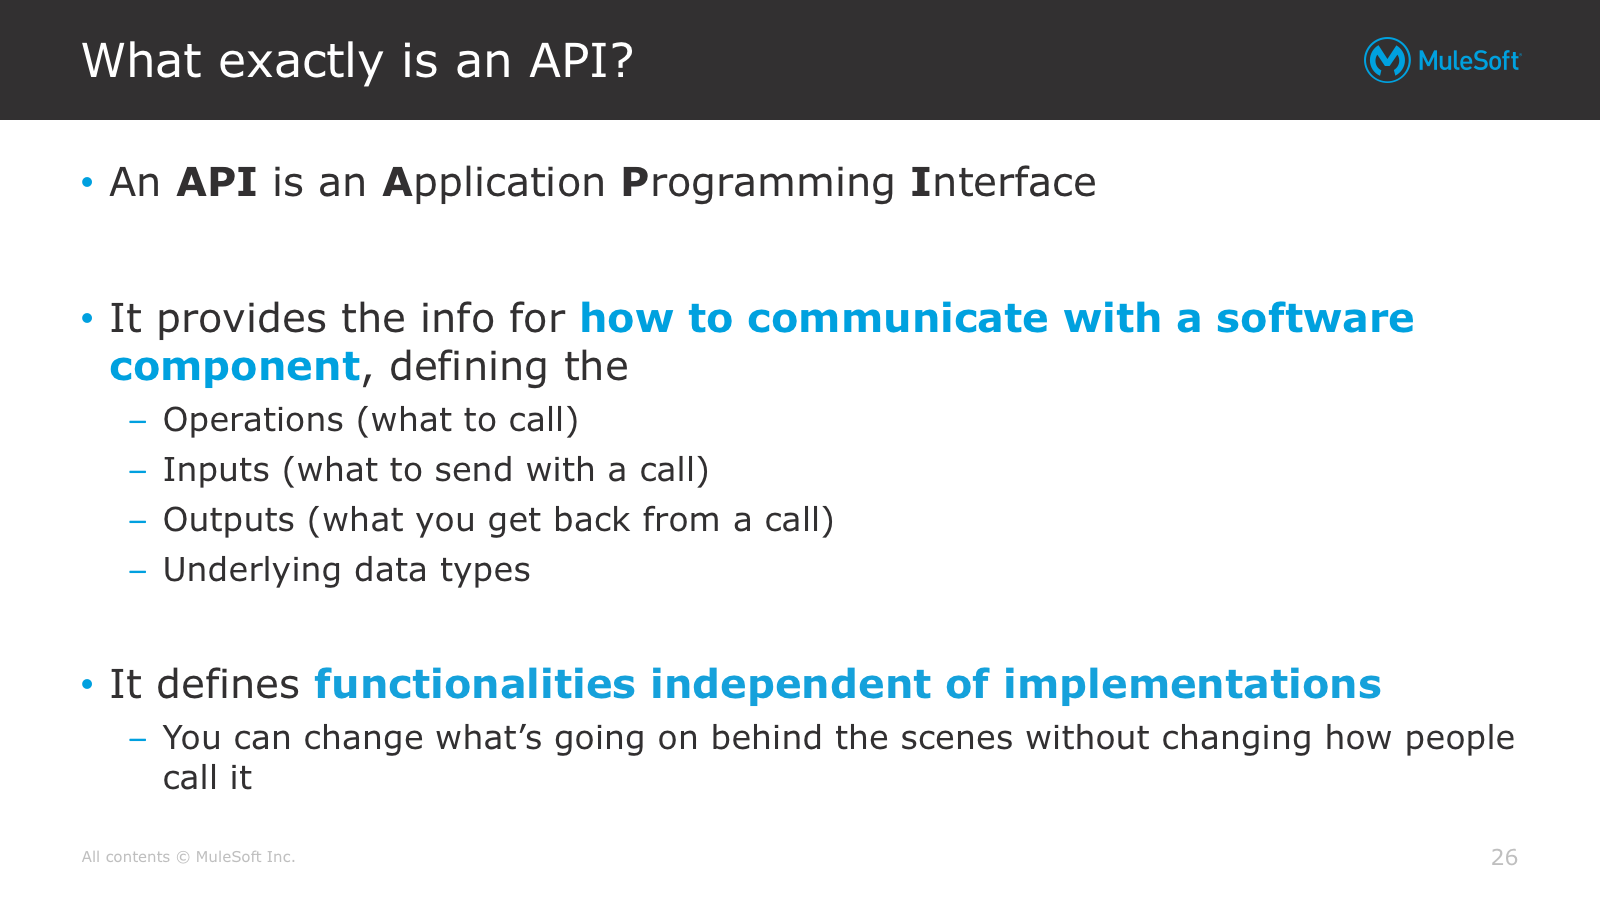 What exactly is an API?
MuleSoft
• An API is an Application Programming Interface
• It provides the info for how to communicate with a software
component, defining the
– Operations (what to call)
– Inputs (what to send with a call)
– Outputs (what you get back from a call)
– Underlying data types
• It defines functionalities independent of implementations
– You can change what’s going on behind the scenes without changing how people
call it
All contents © MuleSoft Inc.
26